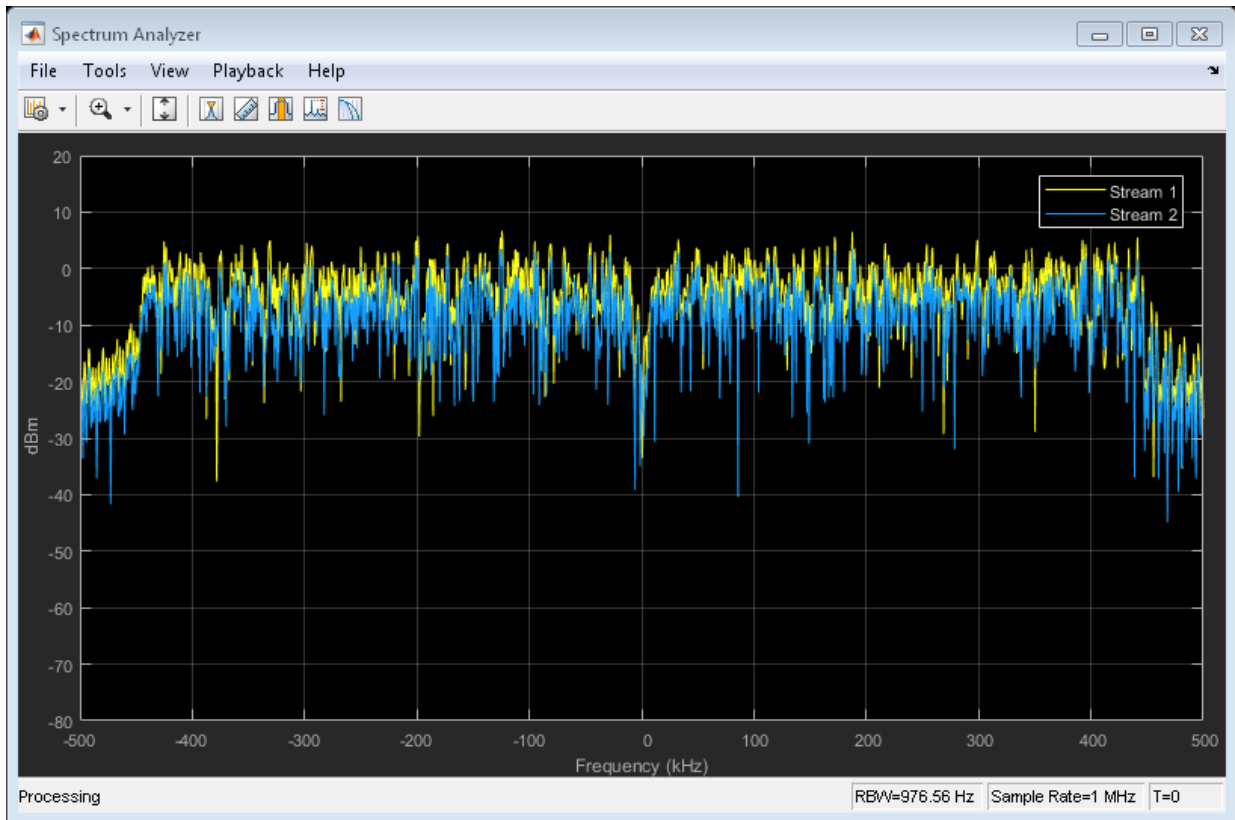 Spectrum Analyzer
File Tools View Playback Help
20
10
0
-10
-20
-30
-40
-50
-60
-70
-80
dBm
Stream 1
Stream 2
-500 -400 -300 -200 -100 0 100 200 300 400 500
Frequency (kHz)
Processing RBW=976.56 Hz Sample Rate=1 MHz T=0